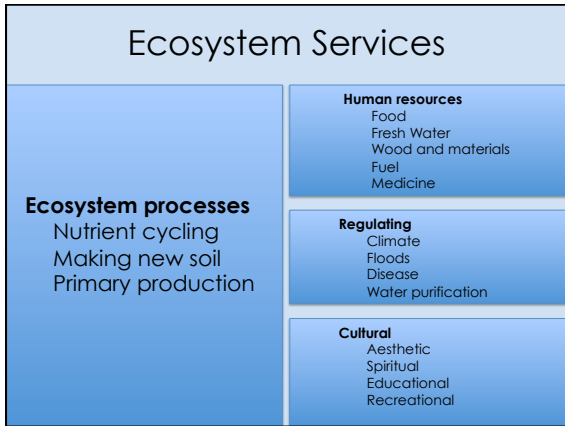 Ecosystem Services
Ecosystem processes
Nutrient cycling
Making new soil
Primary production
Human resources
Food
Fresh Water
Wood and materials
Fuel
Medicine
Regulating
Climate
Floods
Disease
Water purification
Cultural
Aesthetic
Spiritual
Educational
Recreational